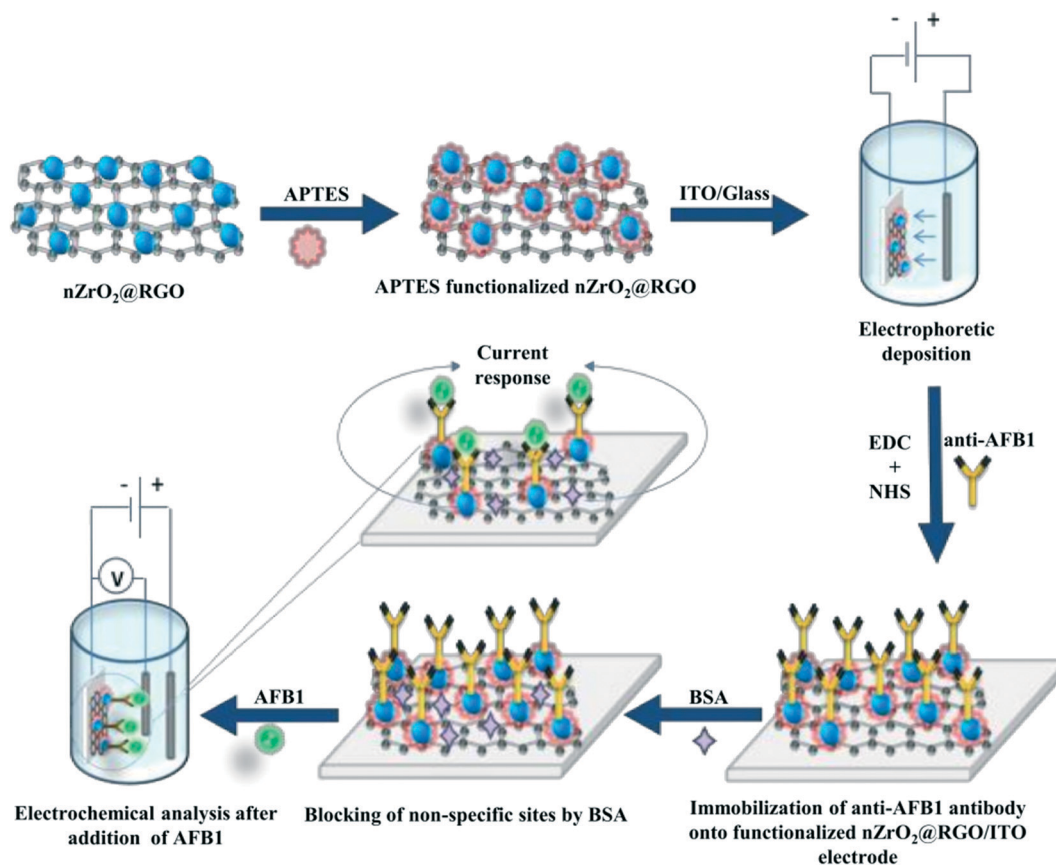 - +
APTES
ITO/Glass
nZrO₂@RGO
APTES functionalized nZrO₂@RGO
Electrophoretic
deposition
Current
response
EDC
+
NHS
anti-AFB1
- +
V
AFB1
BSA
Electrochemical analysis after
addition of AFB1
Blocking of non-specific sites by BSA
Immobilization of anti-AFB1 antibody
onto functionalized nZrO₂@RGO/ITO
electrode